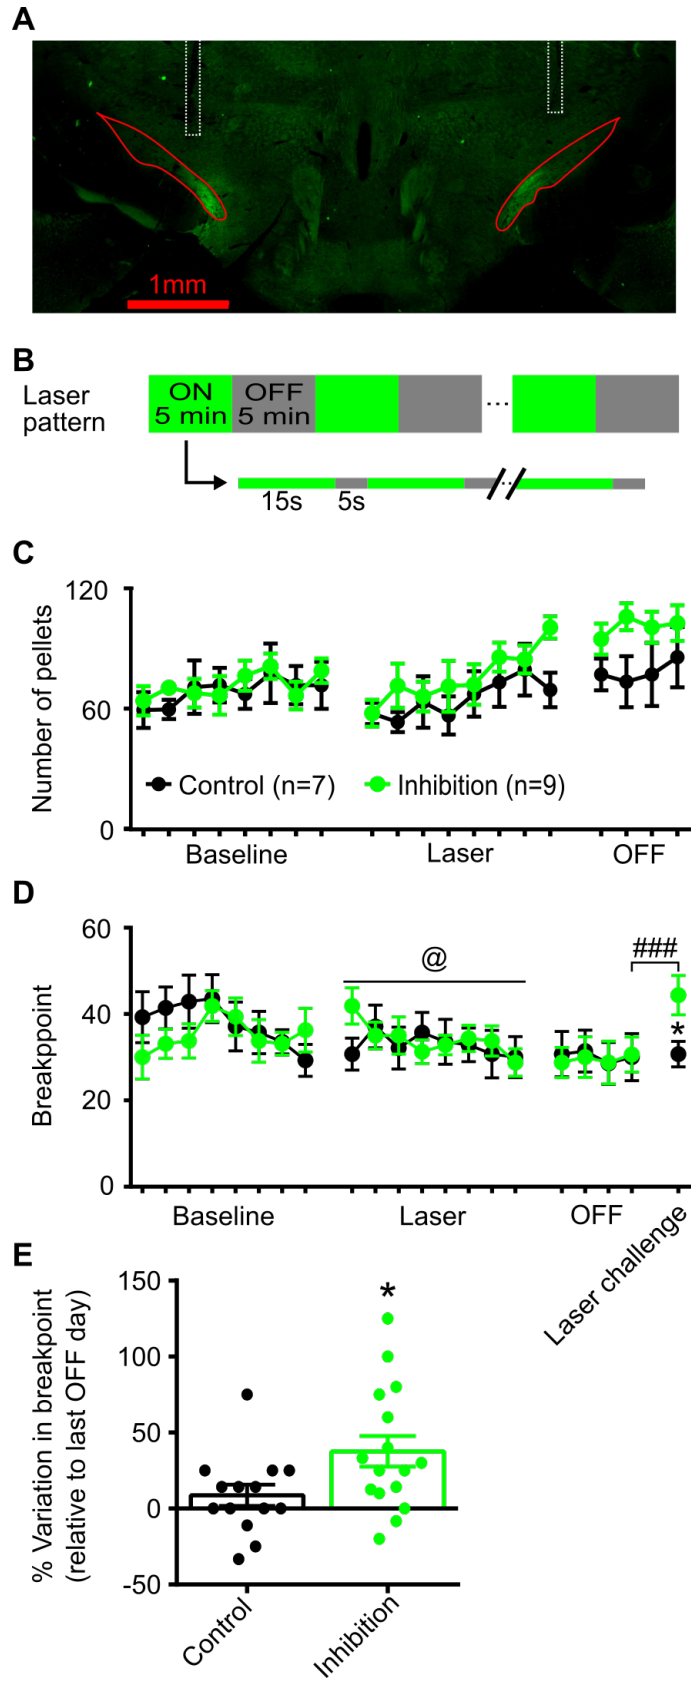 A
1mm
B
Laser
pattern
ON
5 min
OFF
5 min
...
15s
5s
..
C
Number of pellets
120
60
0
Control (n=7)
Inhibition (n=9)
Baseline
Laser
OFF
D
Breakppoint
60
40
20
0
@
###
*
Baseline
Laser
OFF
Laser challenge
E
% Variation in breakpoint
(relative to last OFF day)
150
100
50
0
-50
*
Control
Inhibition